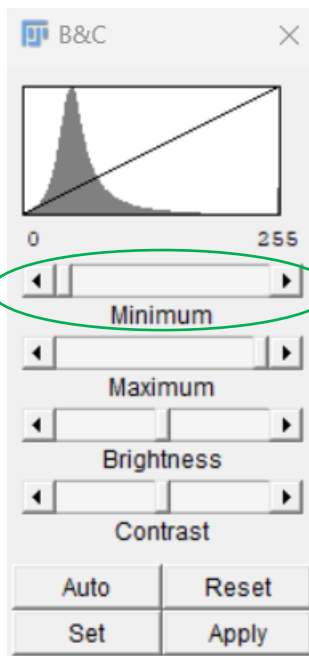 B&C
0 255
Minimum
Maximum
Brightness
Contrast
Auto Reset
Set Apply